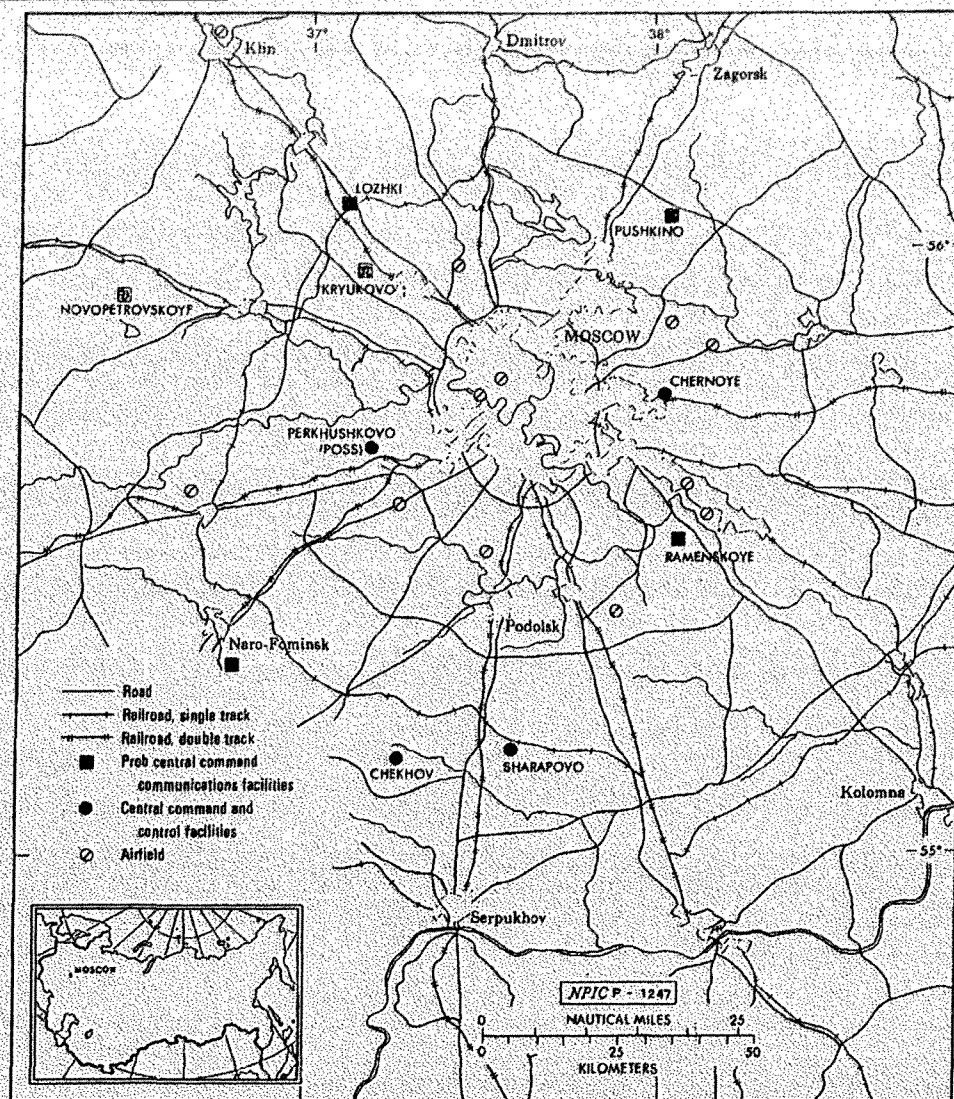 37°
38°
Klin
Dmitrov
Zagorsk
LOZHKI
PUSHKINO
56°
KRYUKOVO
NOVOPETROVSKOYE
MOSCOW
CHERNOYE
PERKHUSHKOVO
(POSS)
RAMENSKOYE
Podolsk
Naro-Fominsk
Road
Railroad, single track
Railroad, double track
Prob central command
communications facilities
Central command and
control facilities
Airfield
CHEKHOV
SHARAPOVO
Kolomna
55°
Serpukhov
MOSCOW
NPIC P - 1247
0 NAUTICAL MILES 25
0 25 50
KILOMETERS